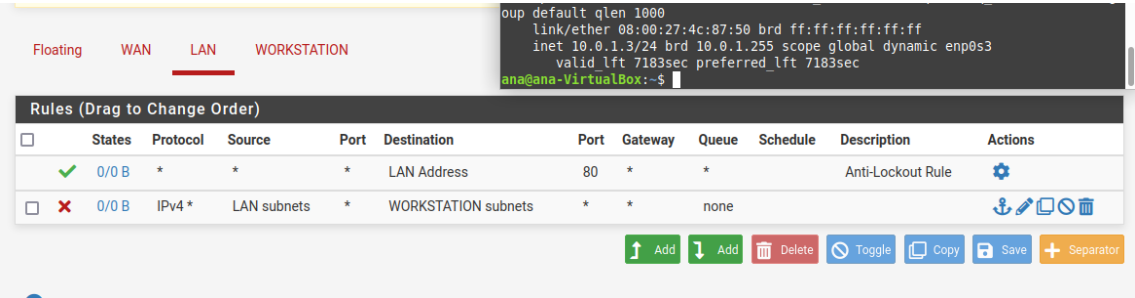 oup default qlen 1000
link/ether 08:00:27:4c:87:50 brd ff:ff:ff:ff:ff:ff
inet 10.0.1.3/24 brd 10.0.1.255 scope global dynamic enp0s3
valid_lft 7183sec preferred_lft 7183sec
ana@ana-VirtualBox:~$
Floating WAN LAN WORKSTATION
Rules (Drag to Change Order)
States Protocol Source Port Destination Port Gateway Queue Schedule Description Actions
0/0 B * * * LAN Address 80 * * Anti-Lockout Rule
0/0 B IPv4 * LAN subnets * WORKSTATION subnets * * none
Add Add Delete Toggle Copy Save Separator